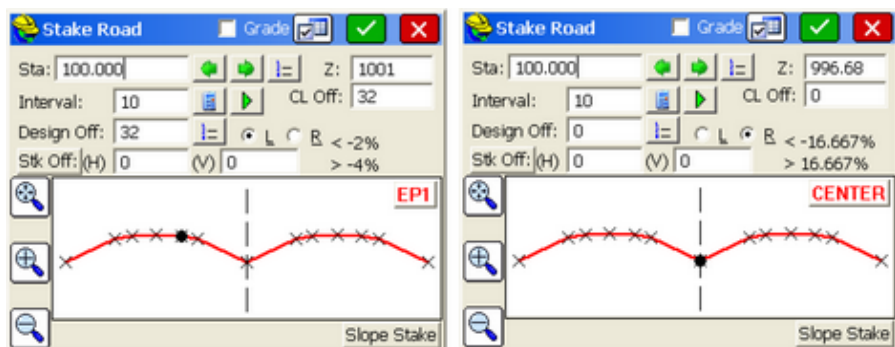 Stake Road Grade
Sta: 100.000 Z: 1001
Interval: 10 CL Off: 32
Design Off: 32 L R < -2%
Stk Off: (H) 0 (V) 0 > -4%
EP1
Slope Stake
Stake Road Grade
Sta: 100.000 Z: 996.68
Interval: 10 CL Off: 0
Design Off: 0 L R < -16.667%
Stk Off: (H) 0 (V) 0 > 16.667%
CENTER
Slope Stake